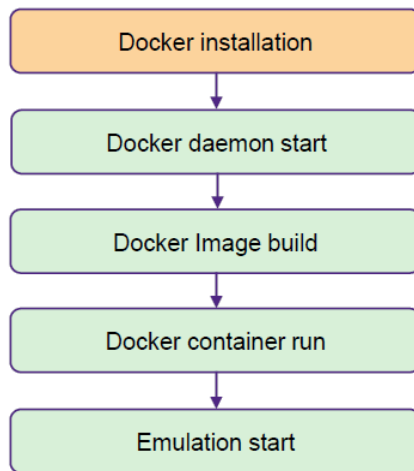 Docker installation
Docker daemon start
Docker Image build
Docker container run
Emulation start